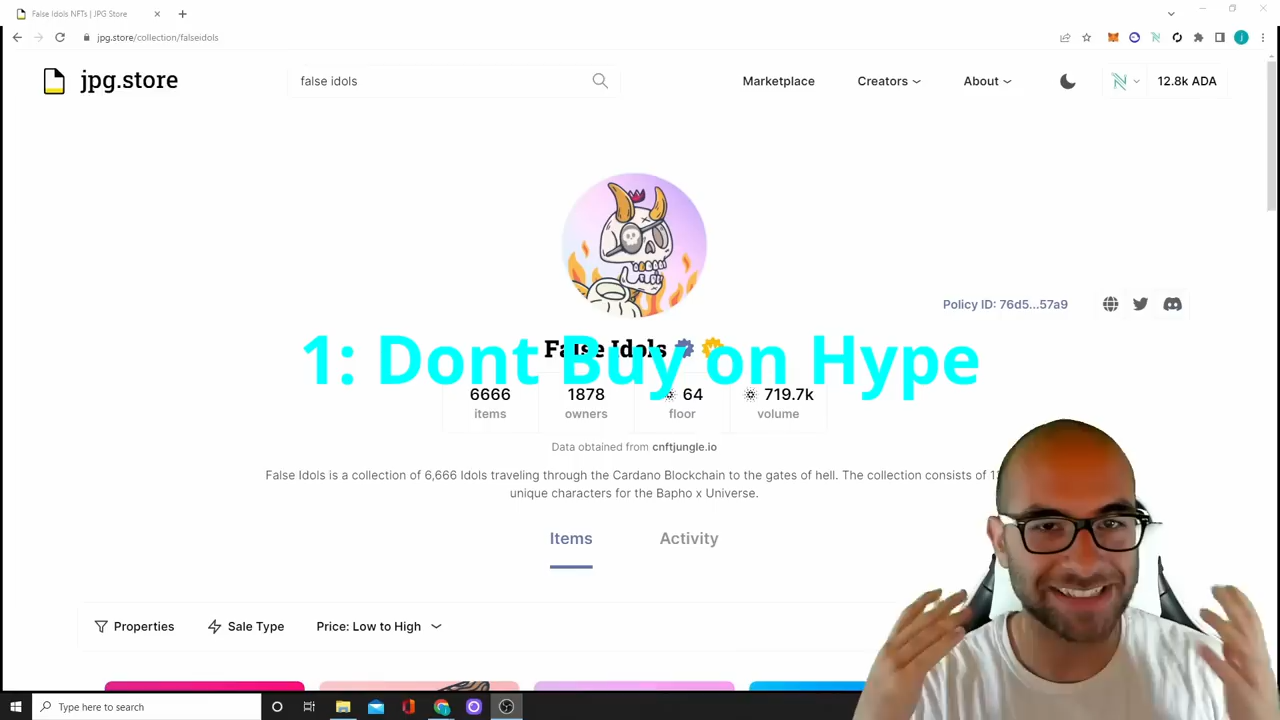 False Idols NFTs | JPG Store
jpg.store/collection/falseidols
jpg.store
false idols
Marketplace
Creators
About
12.8k ADA
Policy ID: 76d5...57a9
False Idols
1: Dont Buy on Hype
6666
items
1878
owners
64
floor
719.7k
volume
Data obtained from cnftjungle.io
False Idols is a collection of 6,666 Idols traveling through the Cardano Blockchain to the gates of hell. The collection consists of
unique characters for the Bapho x Universe.
Items
Activity
Properties
Sale Type
Price: Low to High
Type here to search